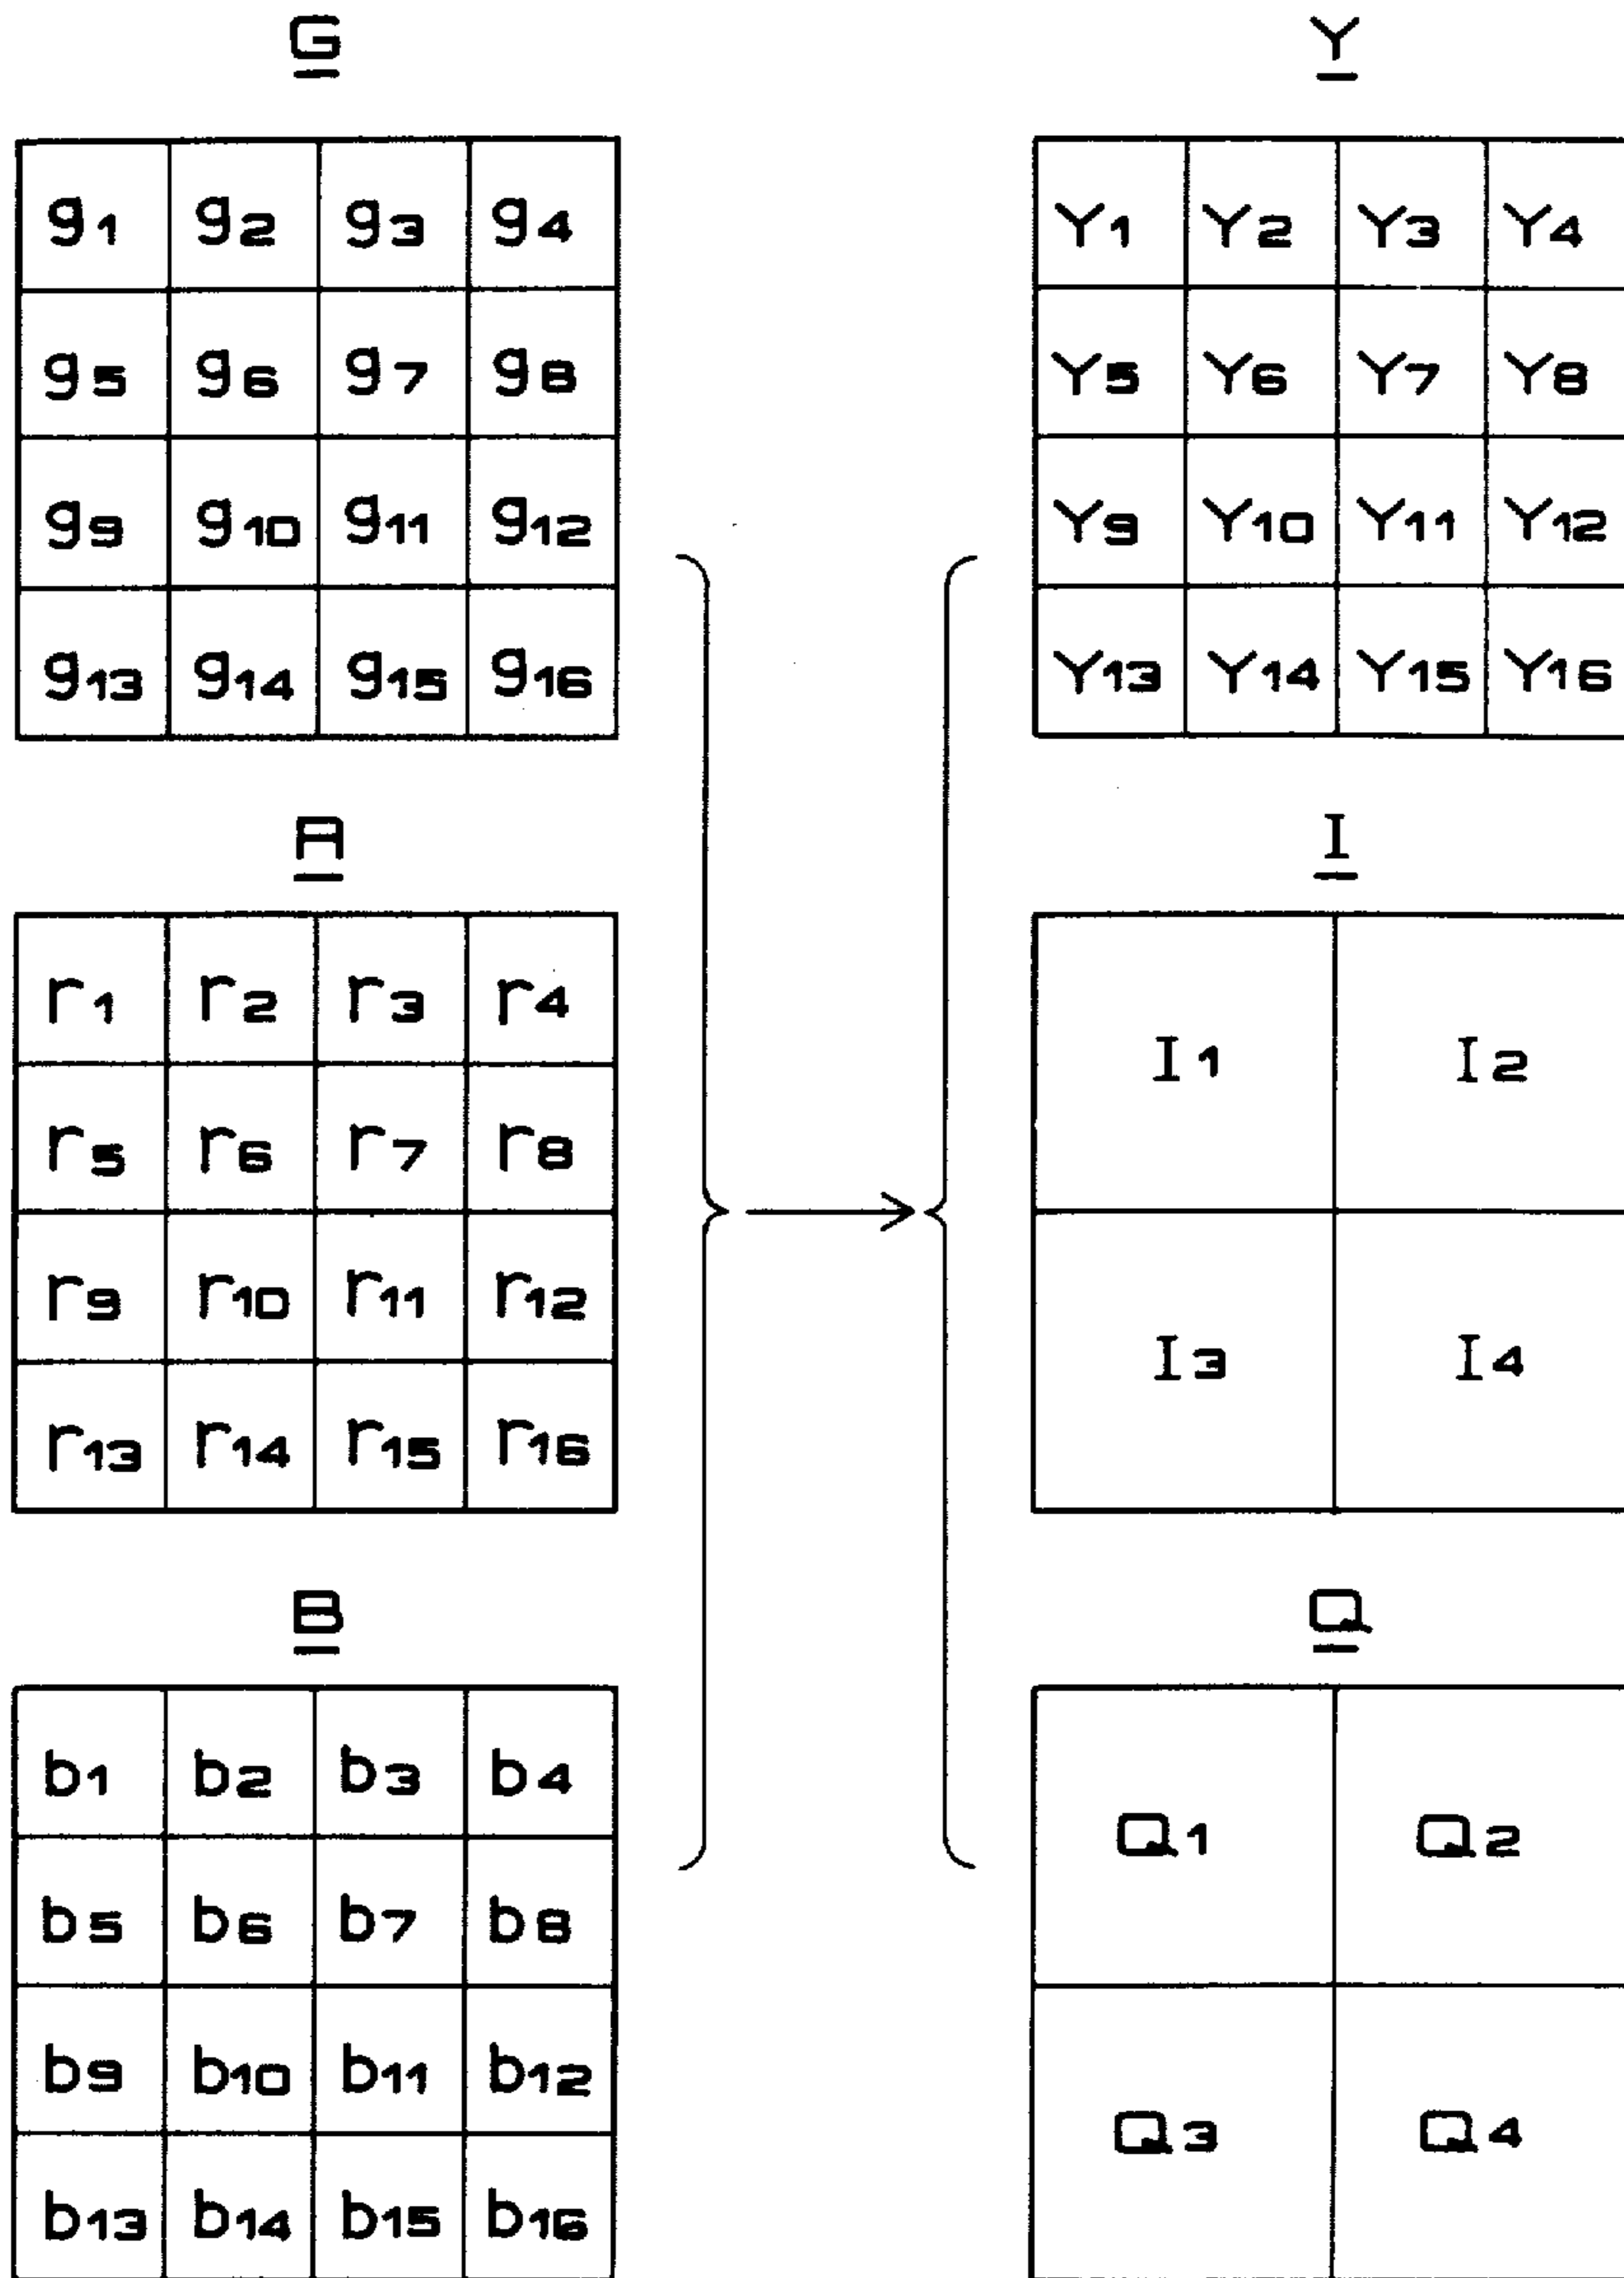 G
g1 g2 g3 g4
g5 g6 g7 g8
g9 g10 g11 g12
g13 g14 g15 g16
R
r1 r2 r3 r4
r5 r6 r7 r8
r9 r10 r11 r12
r13 r14 r15 r16
B
b1 b2 b3 b4
b5 b6 b7 b8
b9 b10 b11 b12
b13 b14 b15 b16
Y
Y1 Y2 Y3 Y4
Y5 Y6 Y7 Y8
Y9 Y10 Y11 Y12
Y13 Y14 Y15 Y16
I
I1 I2
I3 I4
Q
Q1 Q2
Q3 Q4